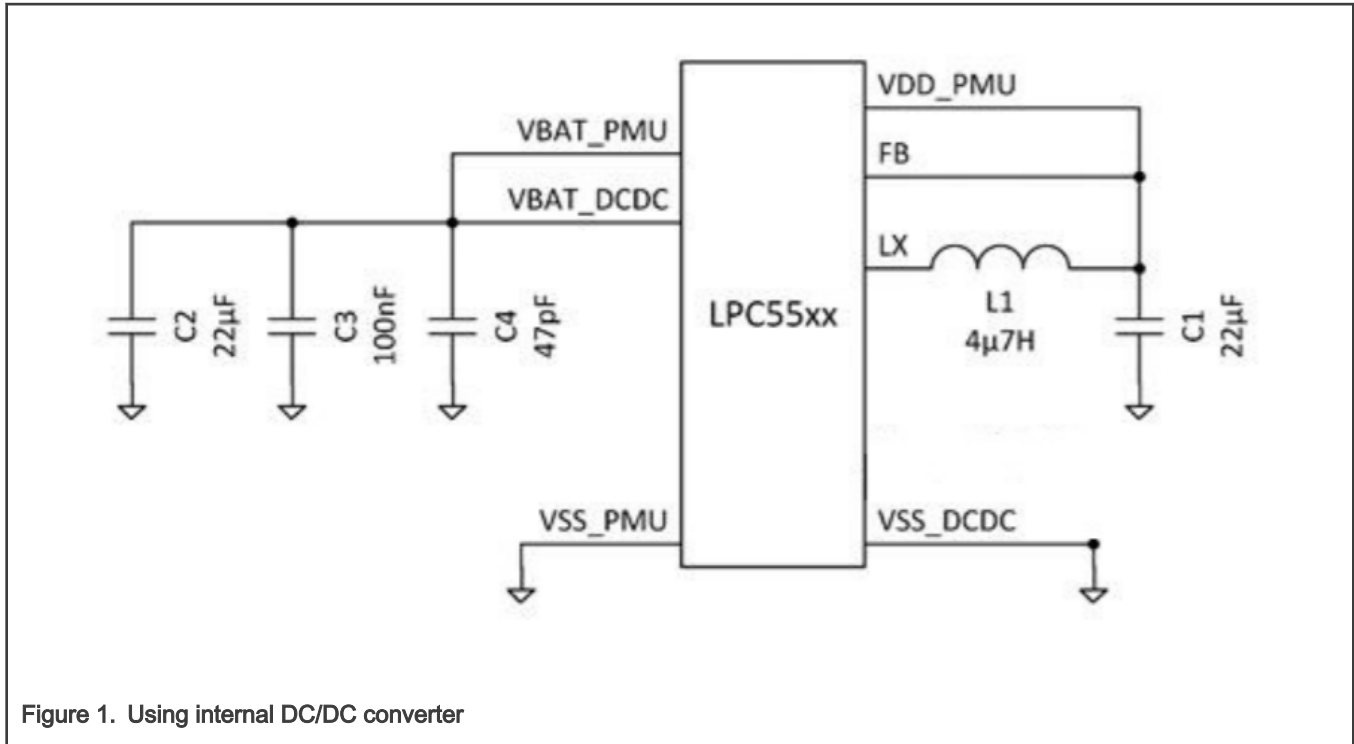 VDD_PMU
VBAT_PMU
FB
VBAT_DCDC
LX
LPC55xx
L1
4µ7H
C2
22µF
C3
100nF
C4
47pF
C1
22µF
VSS_PMU
VSS_DCDC
Figure 1. Using internal DC/DC converter